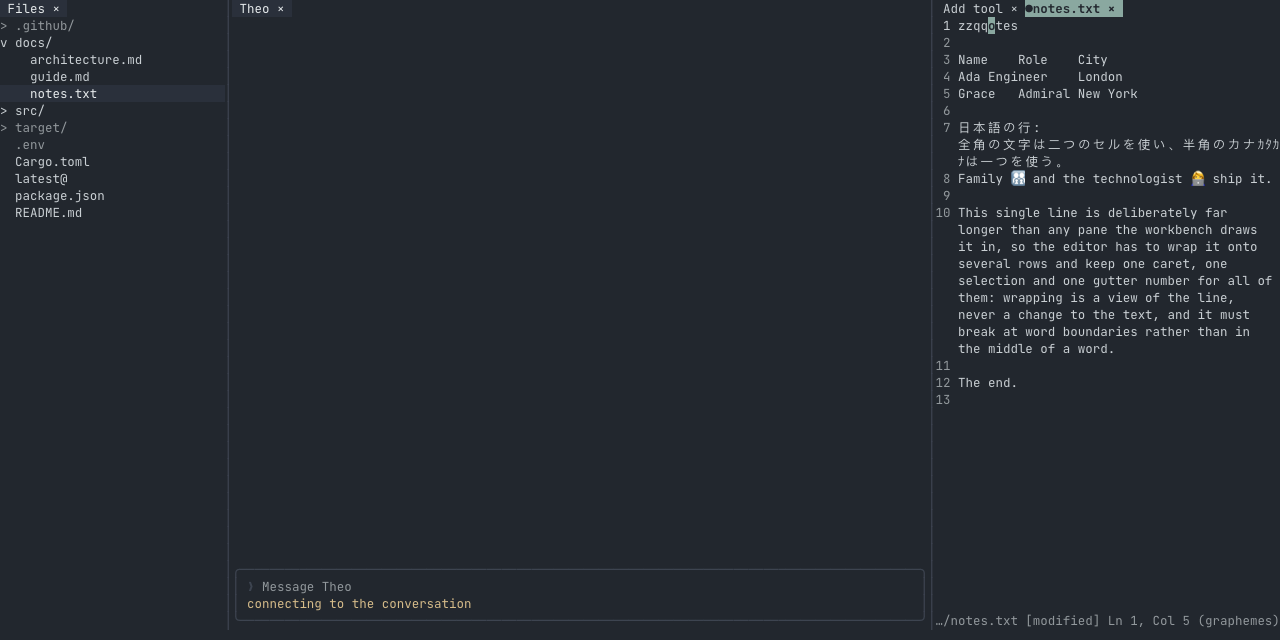 Files ×
> .github/
v docs/
architecture.md
guide.md
notes.txt
> src/
> target/
.env
Cargo.toml
latest@
package.json
README.md
Theo ×
) Message Theo
connecting to the conversation
Add tool × ●notes.txt ×
1 zzqqotes
2
3 Name Role City
4 Ada Engineer London
5 Grace Admiral New York
6
7 日本語の行:
全角の文字は二つのセルを使い、半角のカナｶﾀｶ
ﾅは一つを使う。
8 Family and the technologist ship it.
9
10 This single line is deliberately far
longer than any pane the workbench draws
it in, so the editor has to wrap it onto
several rows and keep one caret, one
selection and one gutter number for all of
them: wrapping is a view of the line,
never a change to the text, and it must
break at word boundaries rather than in
the middle of a word.
11
12 The end.
13
…/notes.txt [modified] Ln 1, Col 5 (graphemes)